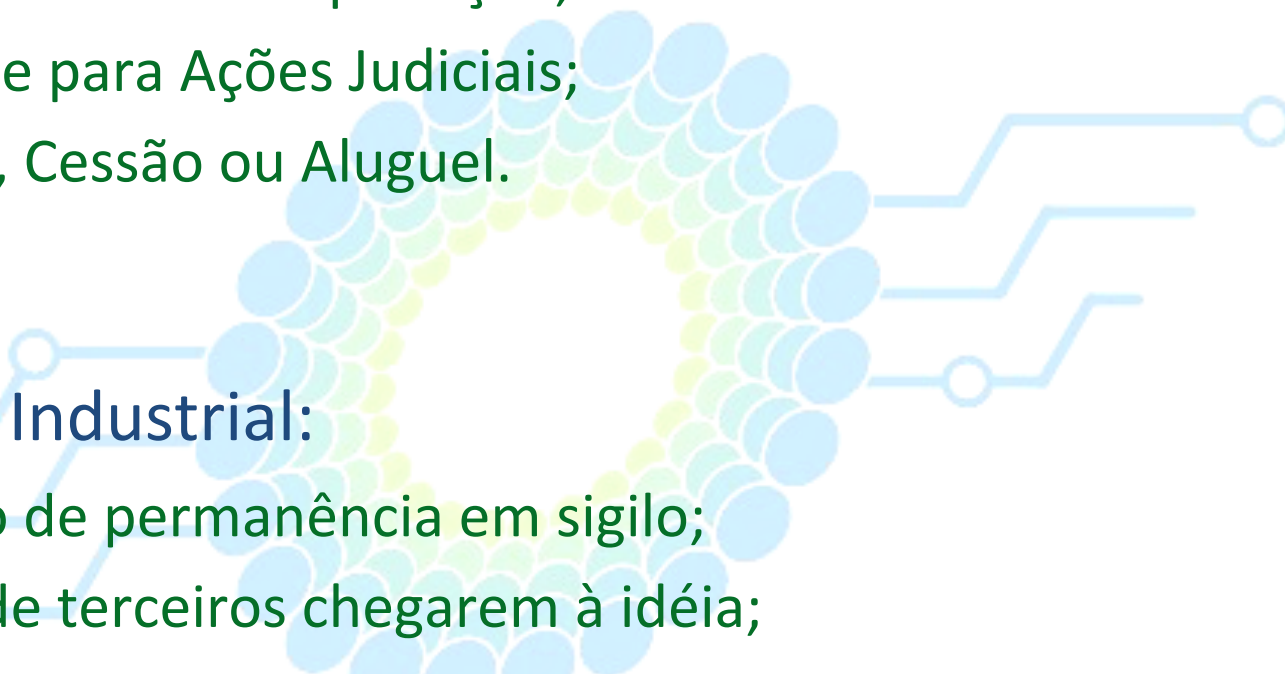 e para Ações Judiciais;
, Cessão ou Aluguel.
Industrial:
de permanência em sigilo;
de terceiros chegarem à idéia;